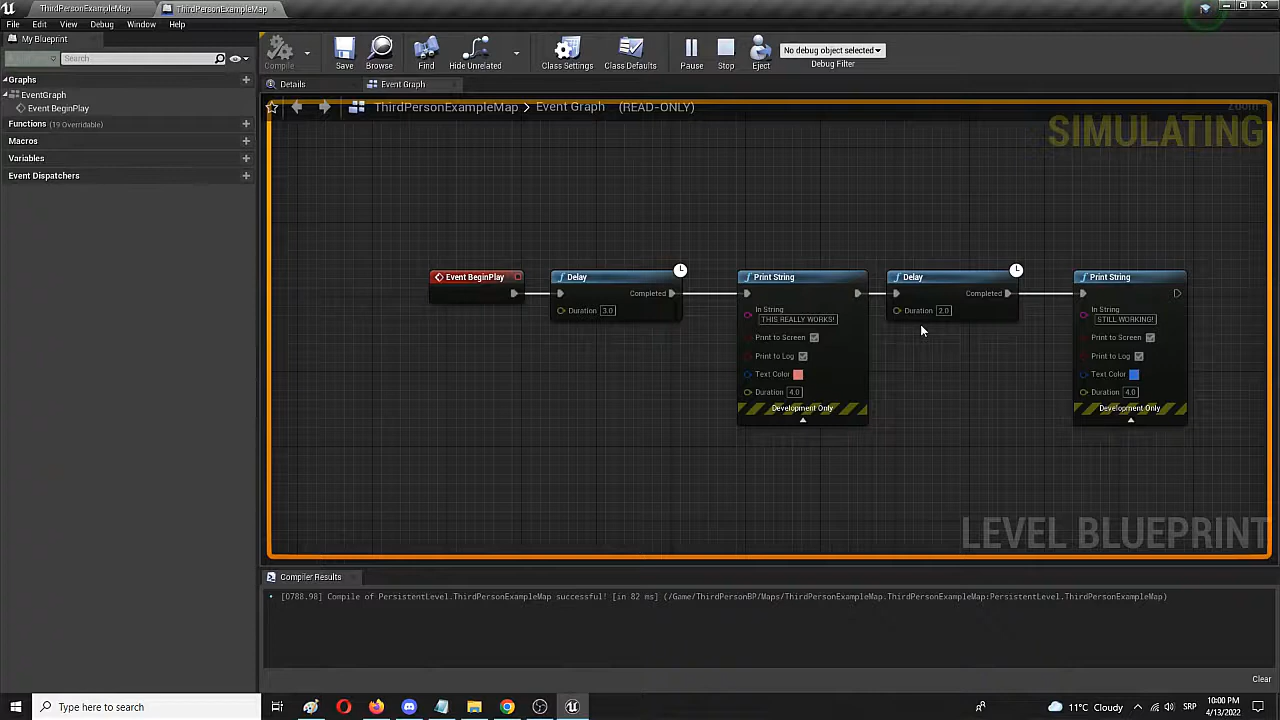 ThirdPersonExampleMap
ThirdPersonExampleMap
File Edit View Debug Window Help
My Blueprint
Search
Compile
Save
Browse
Find
Hide Unrelated
Class Settings
Class Defaults
Pause
Stop
Eject
No debug object selected
Debug Filter
Graphs
EventGraph
Event BeginPlay
Functions (19 Overridable)
Macros
Variables
Event Dispatchers
Details
Event Graph
ThirdPersonExampleMap > Event Graph (READ-ONLY)
Zoom
SIMULATING
Event BeginPlay
Delay
Completed
Duration 3.0
Print String
In String
THIS REALLY WORKS!
Print to Screen
Print to Log
Text Color
Duration 4.0
Development Only
Delay
Completed
Duration 2.0
Print String
In String
STILL WORKING!
Print to Screen
Print to Log
Text Color
Duration 4.0
Development Only
LEVEL BLUEPRINT
Compiler Results
[0788.98] Compile of PersistentLevel.ThirdPersonExampleMap successful! [in 82 ms] (/Game/ThirdPersonBP/Maps/ThirdPersonExampleMap.ThirdPersonExampleMap:PersistentLevel.ThirdPersonExampleMap)
Clear
Type here to search
11°C Cloudy
SRP
10:00 PM
4/13/2022